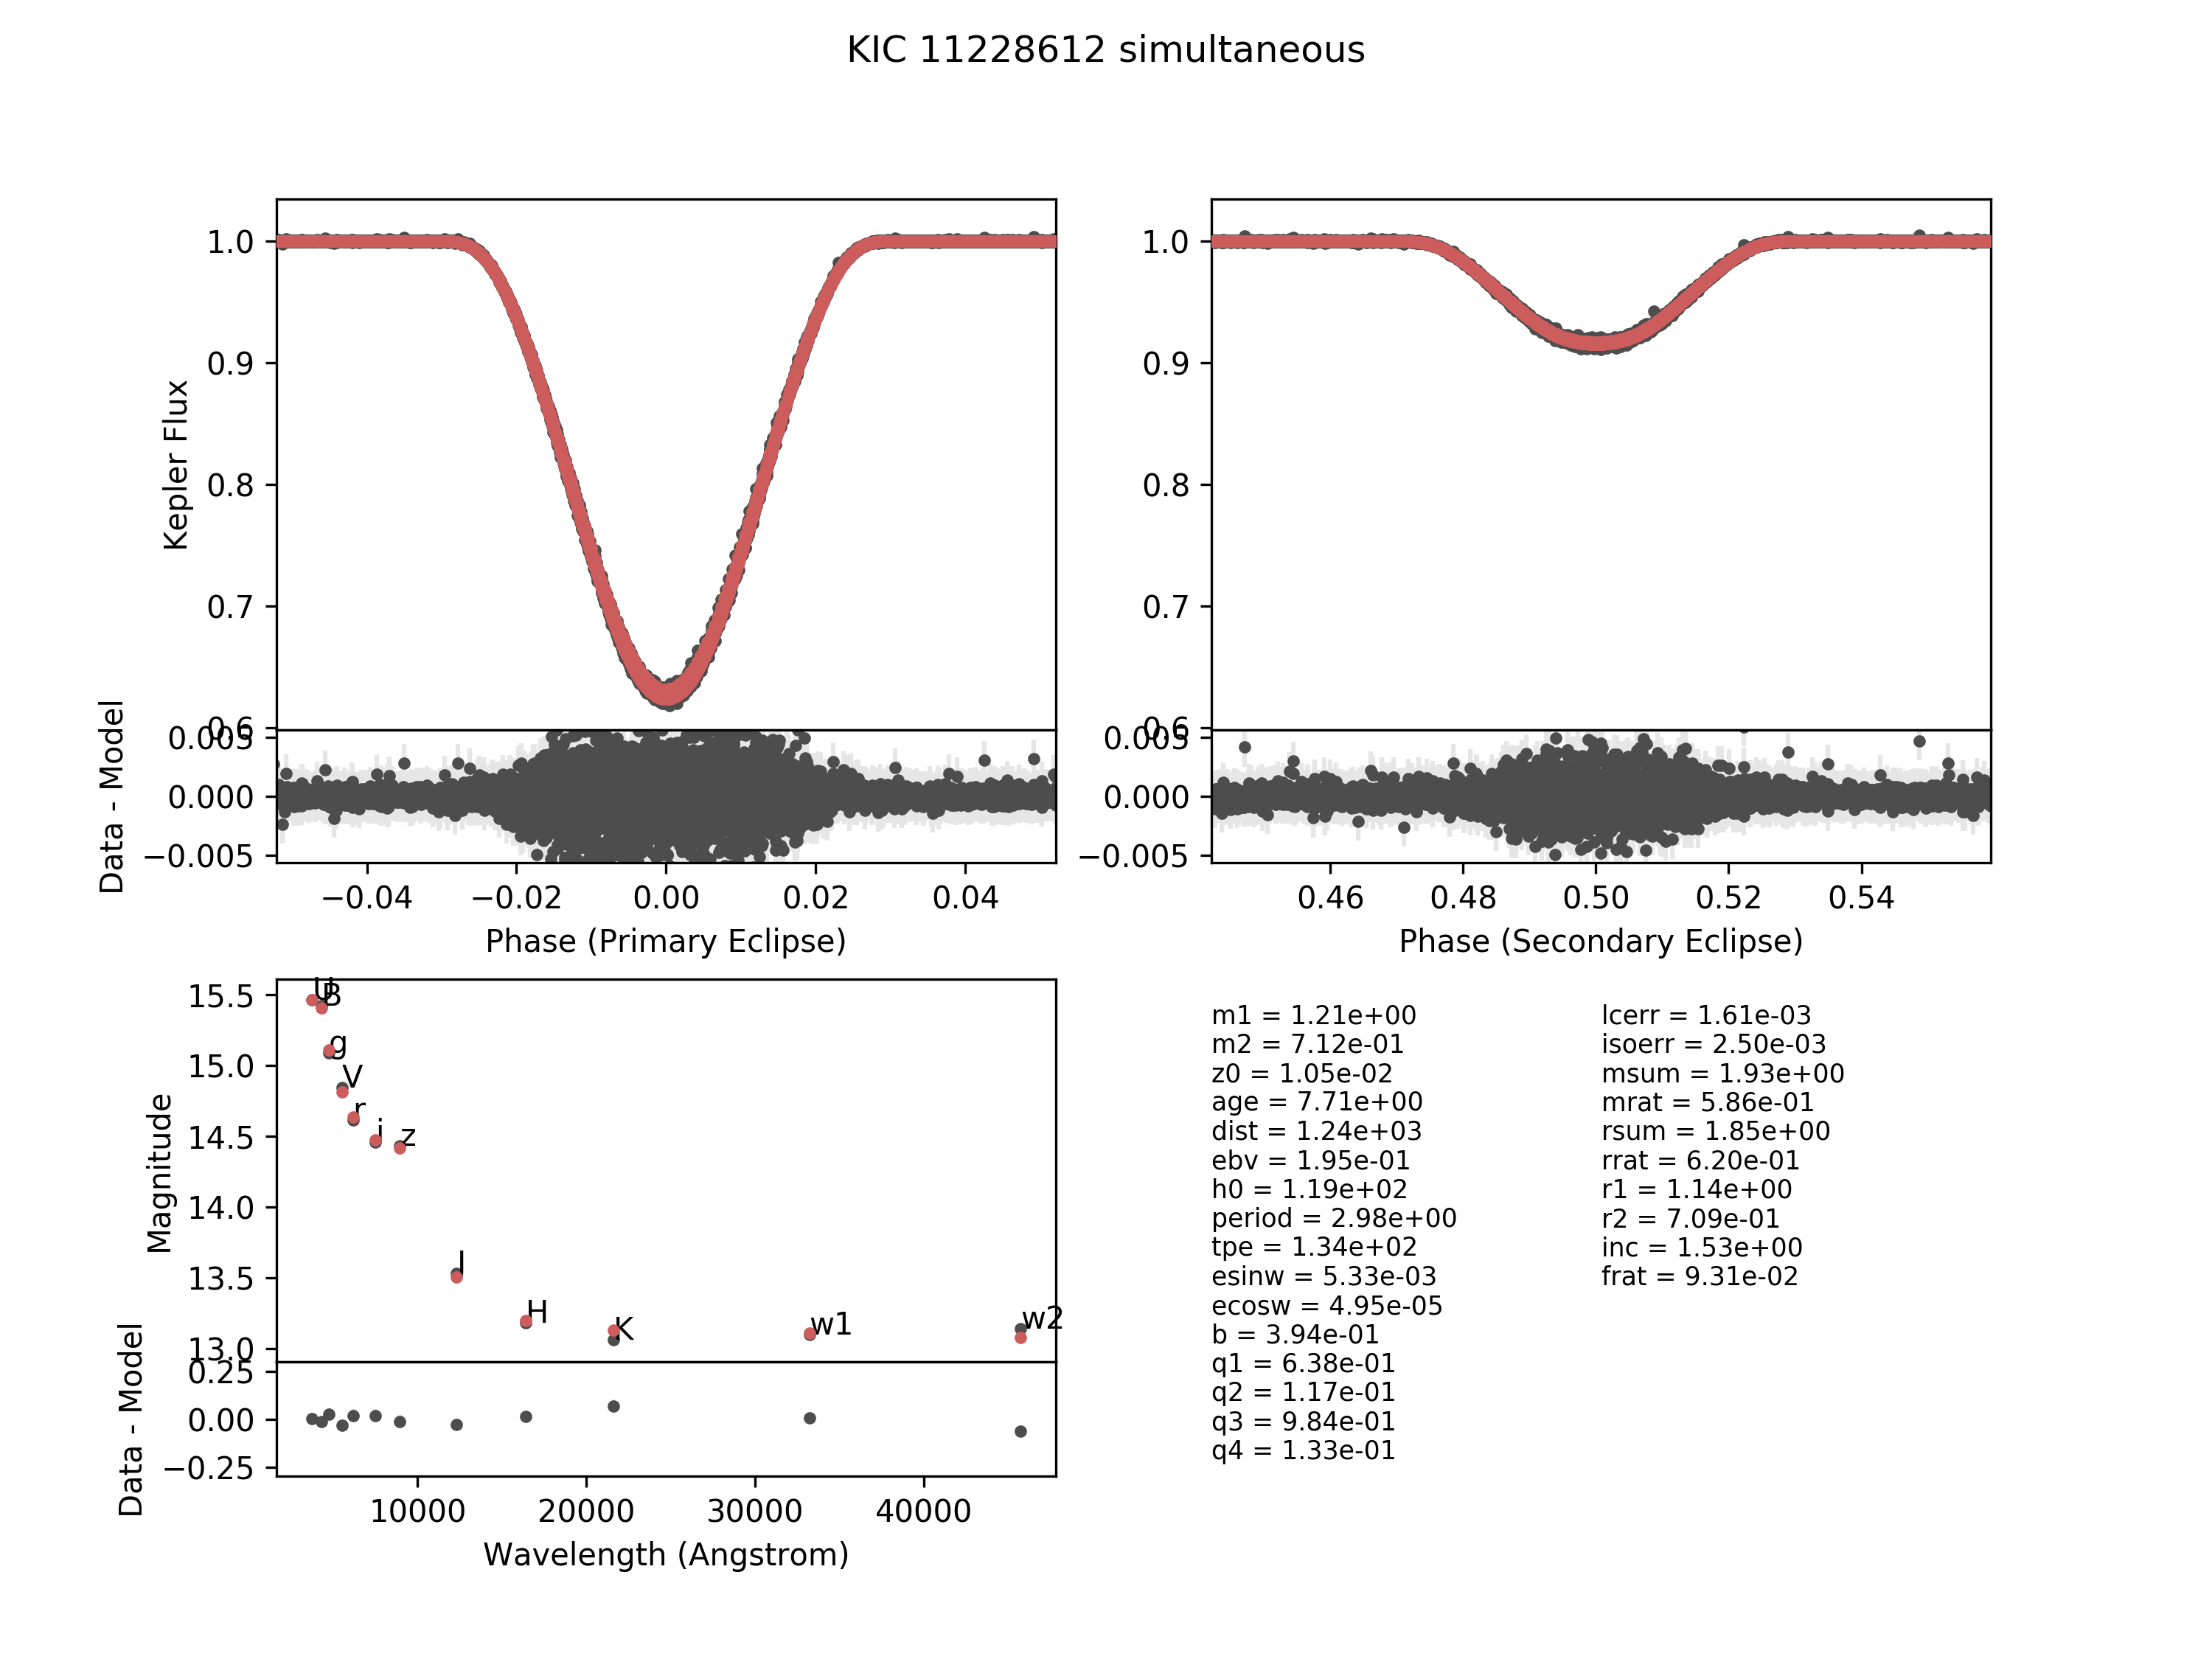 KIC 11228612 simultaneous
Kepler Flux
1.0
0.9
0.8
0.7
0.6
1.0
0.9
0.8
0.7
0.6
Data - Model
0.005
0.000
−0.005
0.005
0.000
−0.005
−0.04 −0.02 0.00 0.02 0.04
0.46 0.48 0.50 0.52 0.54
Phase (Primary Eclipse)
Phase (Secondary Eclipse)
Magnitude
15.5
15.0
14.5
14.0
13.5
13.0
U
B
g
V
r
i
z
J
H
K
w1
w2
Data - Model
0.25
0.00
−0.25
10000 20000 30000 40000
Wavelength (Angstrom)
m1 = 1.21e+00
m2 = 7.12e-01
z0 = 1.05e-02
age = 7.71e+00
dist = 1.24e+03
ebv = 1.95e-01
h0 = 1.19e+02
period = 2.98e+00
tpe = 1.34e+02
esinw = 5.33e-03
ecosw = 4.95e-05
b = 3.94e-01
q1 = 6.38e-01
q2 = 1.17e-01
q3 = 9.84e-01
q4 = 1.33e-01
lcerr = 1.61e-03
isoerr = 2.50e-03
msum = 1.93e+00
mrat = 5.86e-01
rsum = 1.85e+00
rrat = 6.20e-01
r1 = 1.14e+00
r2 = 7.09e-01
inc = 1.53e+00
frat = 9.31e-02